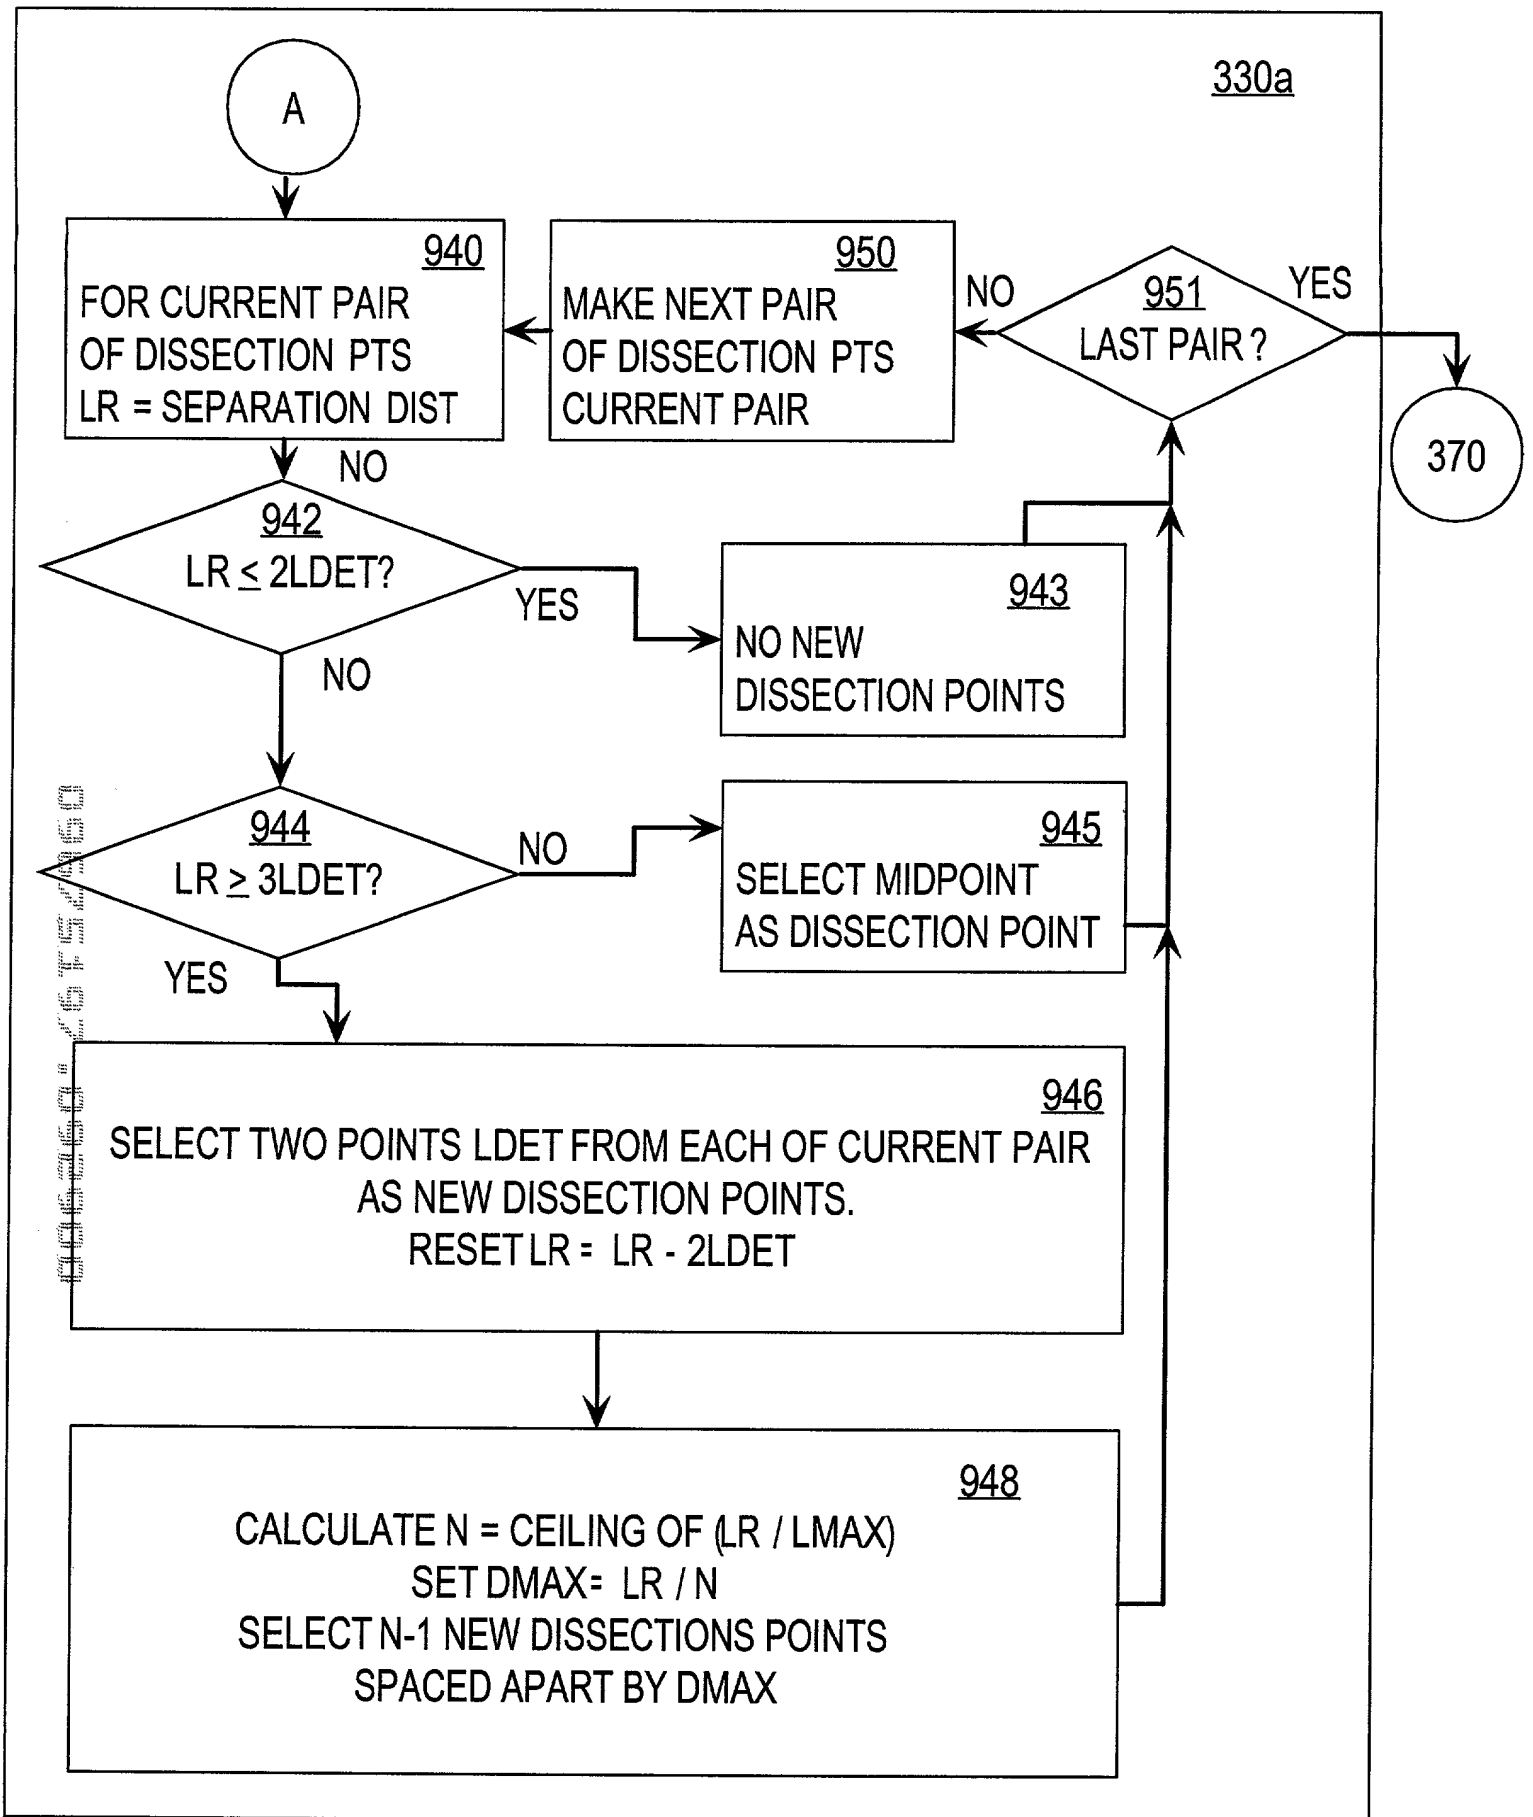 330a
A
940
FOR CURRENT PAIR
OF DISSECTION PTS
LR = SEPARATION DIST
950
MAKE NEXT PAIR
OF DISSECTION PTS
CURRENT PAIR
NO
951
LAST PAIR ?
YES
370
NO
942
LR ≤ 2LDET?
YES
NO
943
NO NEW
DISSECTION POINTS
944
LR ≥ 3LDET?
NO
YES
945
SELECT MIDPOINT
AS DISSECTION POINT
946
SELECT TWO POINTS LDET FROM EACH OF CURRENT PAIR
AS NEW DISSECTION POINTS.
RESET LR = LR - 2LDET
948
CALCULATE N = CEILING OF (LR / LMAX)
SET DMAX = LR / N
SELECT N-1 NEW DISSECTIONS POINTS
SPACED APART BY DMAX